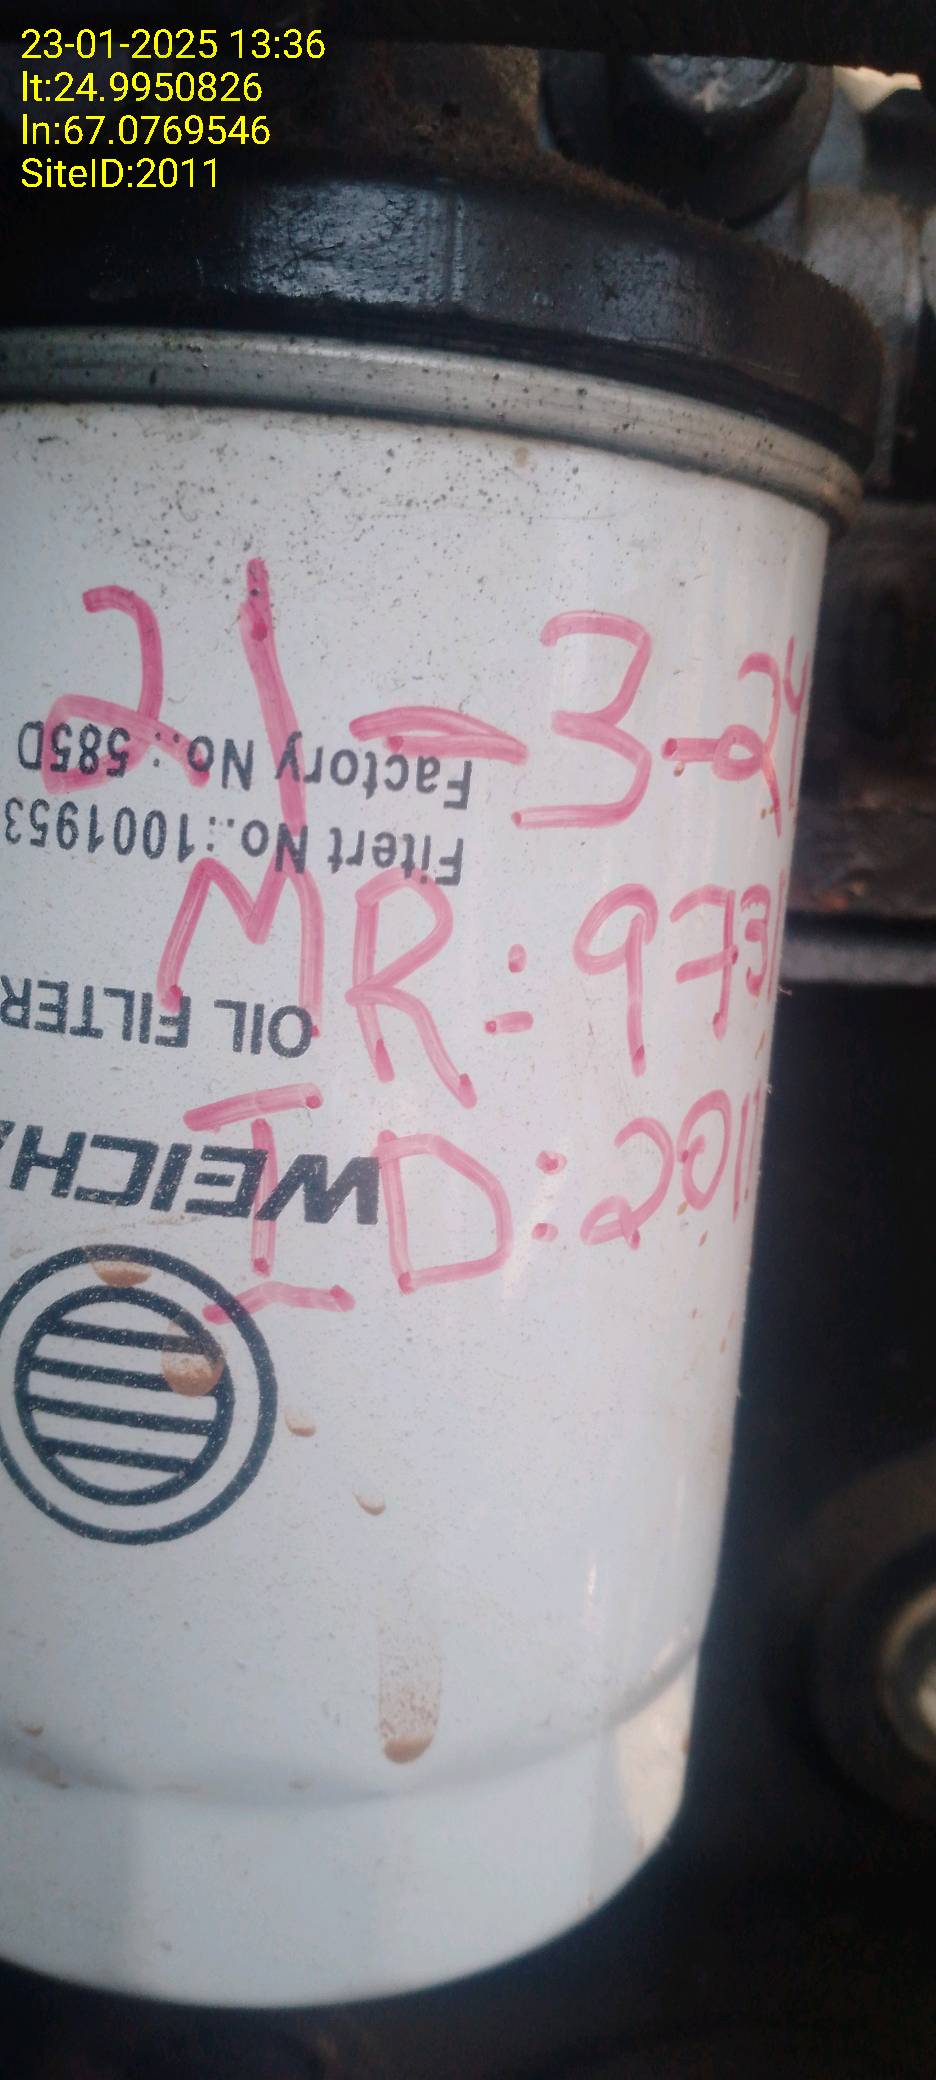 23-01-2025 13:36
lt:24.9950826
ln:67.0769546
SiteID:2011
21-3-24
MR:973
ID:2011
WEICH
OIL FILTER
Fitert No.:1001953
Factory No.: 585D